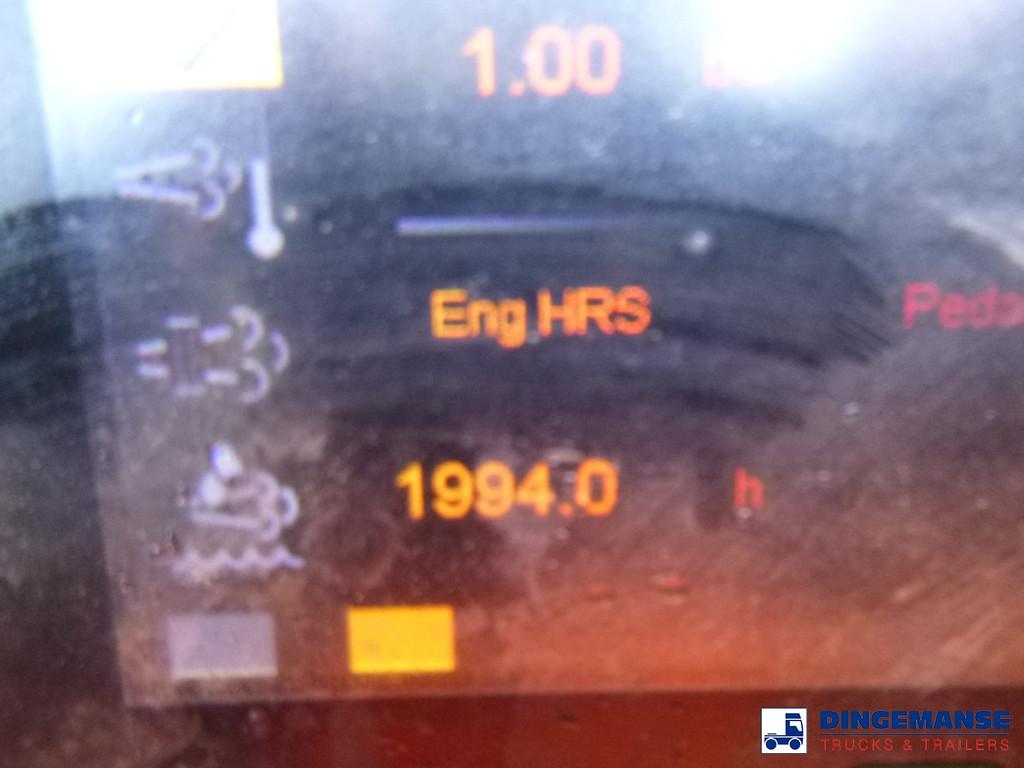 1.00
Eng HRS
Peda
1994.0 h
DINGEMANSE
TRUCKS & TRAILERS